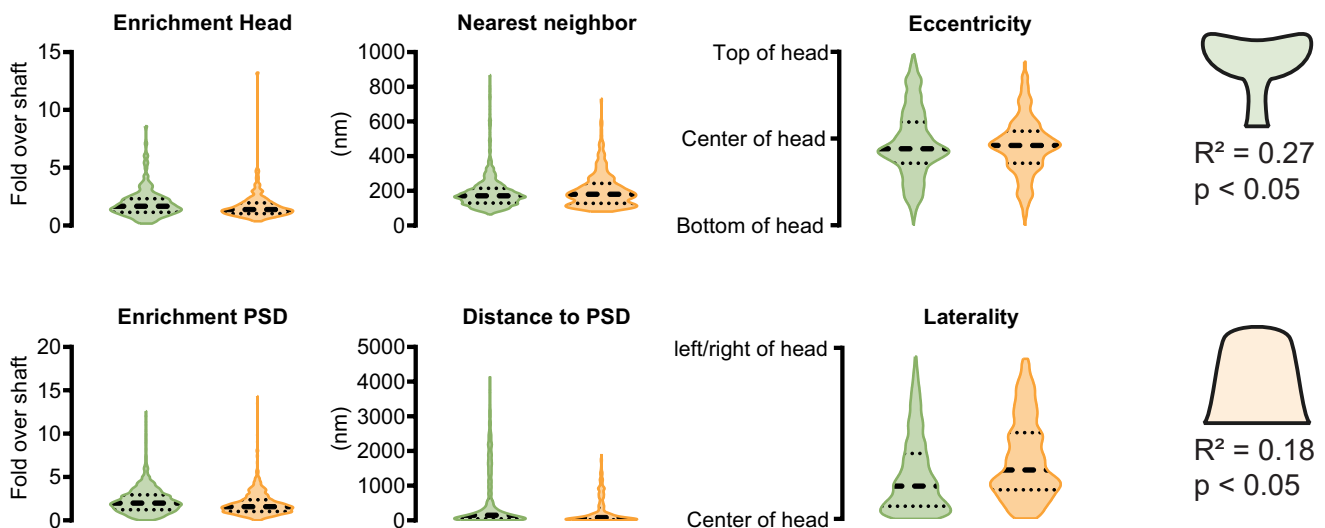 Enrichment Head
Fold over shaft
15
10
5
0
Nearest neighbor
(nm)
1000
800
600
400
200
0
Eccentricity
Top of head
Center of head
Bottom of head
R² = 0.27
p < 0.05
Enrichment PSD
Fold over shaft
20
15
10
5
0
Distance to PSD
(nm)
5000
4000
3000
2000
1000
0
Laterality
left/right of head
Center of head
R² = 0.18
p < 0.05